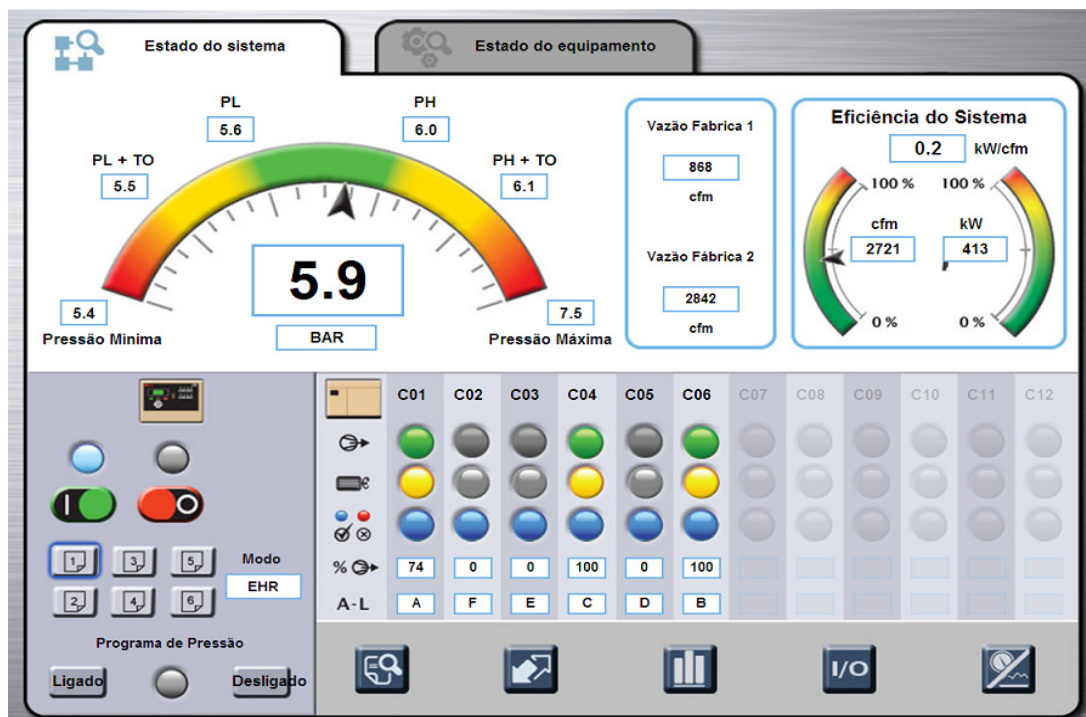 Estado do sistema
Estado do equipamento
PL
5.6
PH
6.0
PL + TO
5.5
PH + TO
6.1
5.9
BAR
5.4
Pressão Minima
7.5
Pressão Máxima
Vazão Fabrica 1
868
cfm
Vazão Fábrica 2
2842
cfm
Eficiência do Sistema
0.2 kW/cfm
100 % 100 %
cfm kW
2721 413
0 % 0 %
C01 C02 C03 C04 C05 C06 C07 C08 C09 C10 C11 C12
% 74 0 0 100 0 100
A-L A F E C D B
1 3 5
2 4 6
Modo
EHR
Programa de Pressão
Ligado
Desligado
I/O